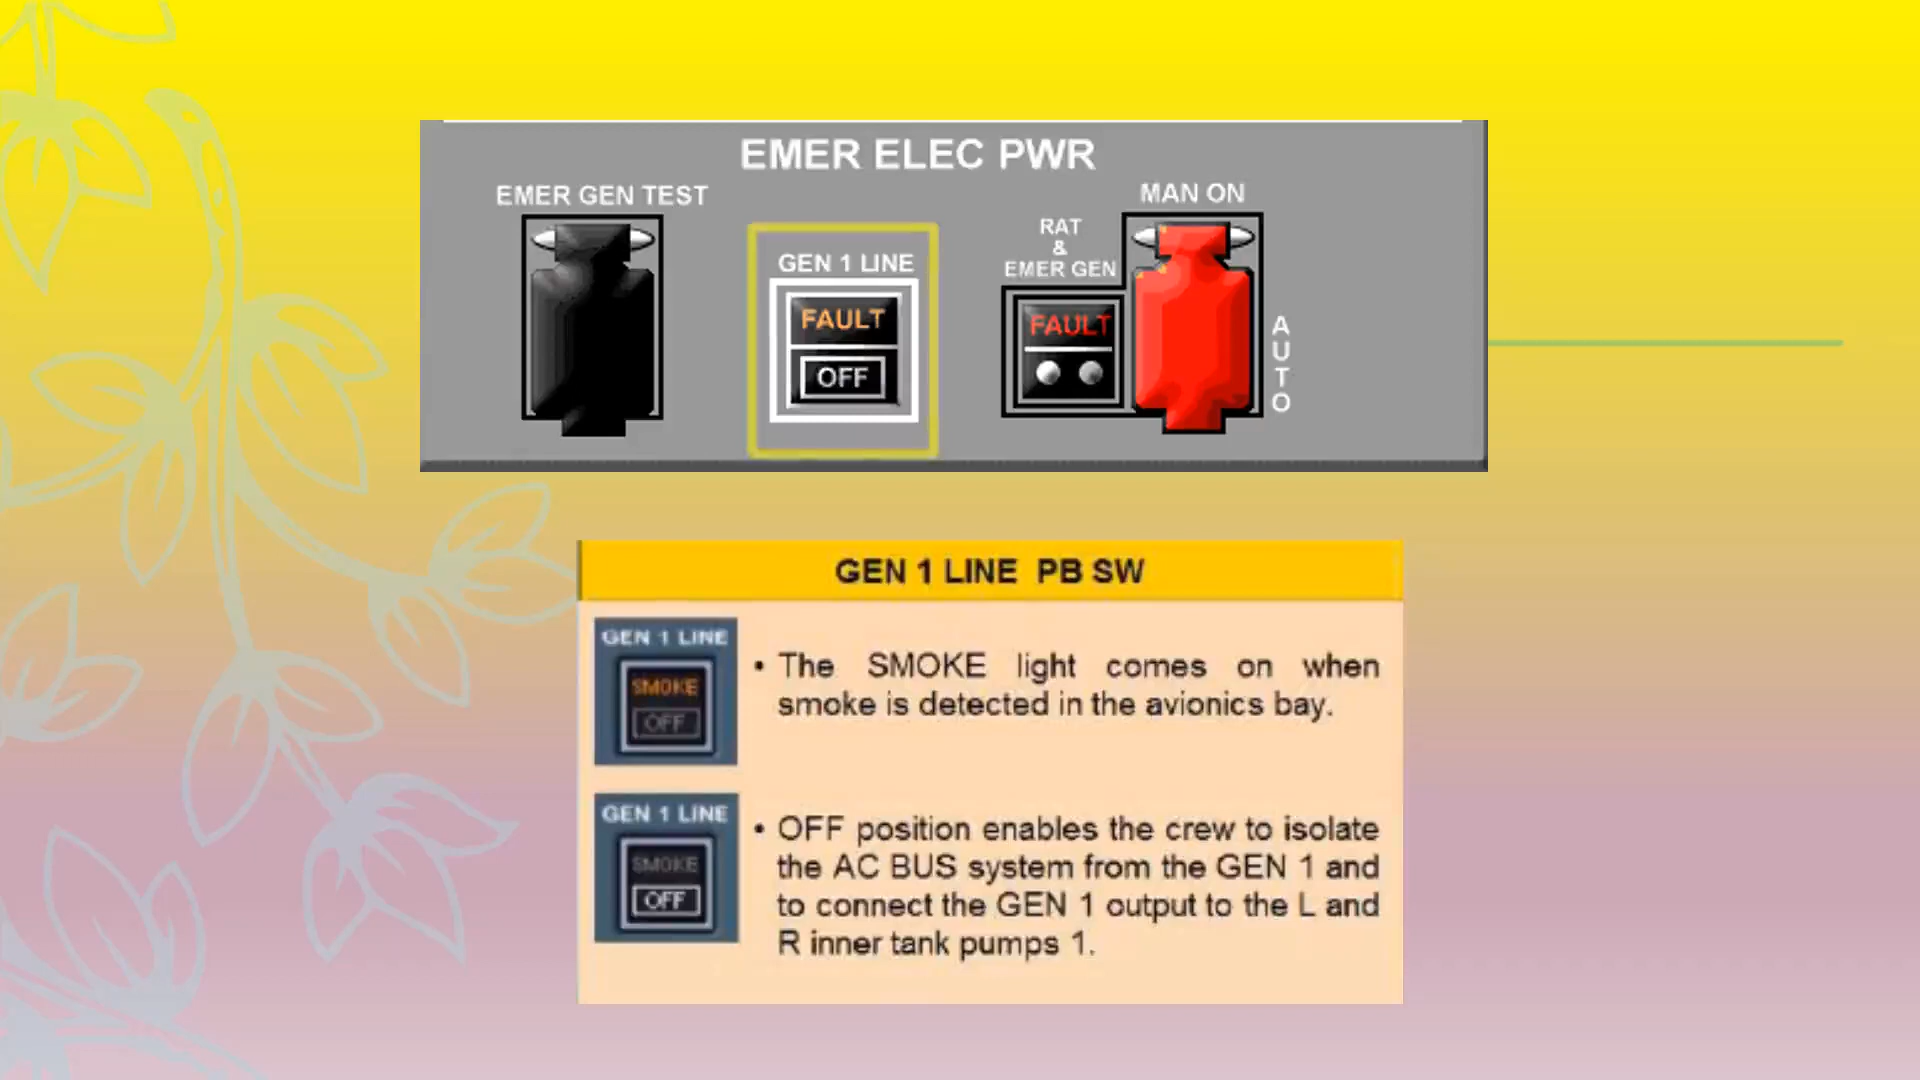 EMER ELEC PWR
EMER GEN TEST
GEN 1 LINE
FAULT
OFF
RAT
&
EMER GEN
FAULT
MAN ON
AUTO
GEN 1 LINE PB SW
GEN 1 LINE
SMOKE
OFF
• The SMOKE light comes on when
smoke is detected in the avionics bay.
GEN 1 LINE
SMOKE
OFF
• OFF position enables the crew to isolate
the AC BUS system from the GEN 1 and
to connect the GEN 1 output to the L and
R inner tank pumps 1.